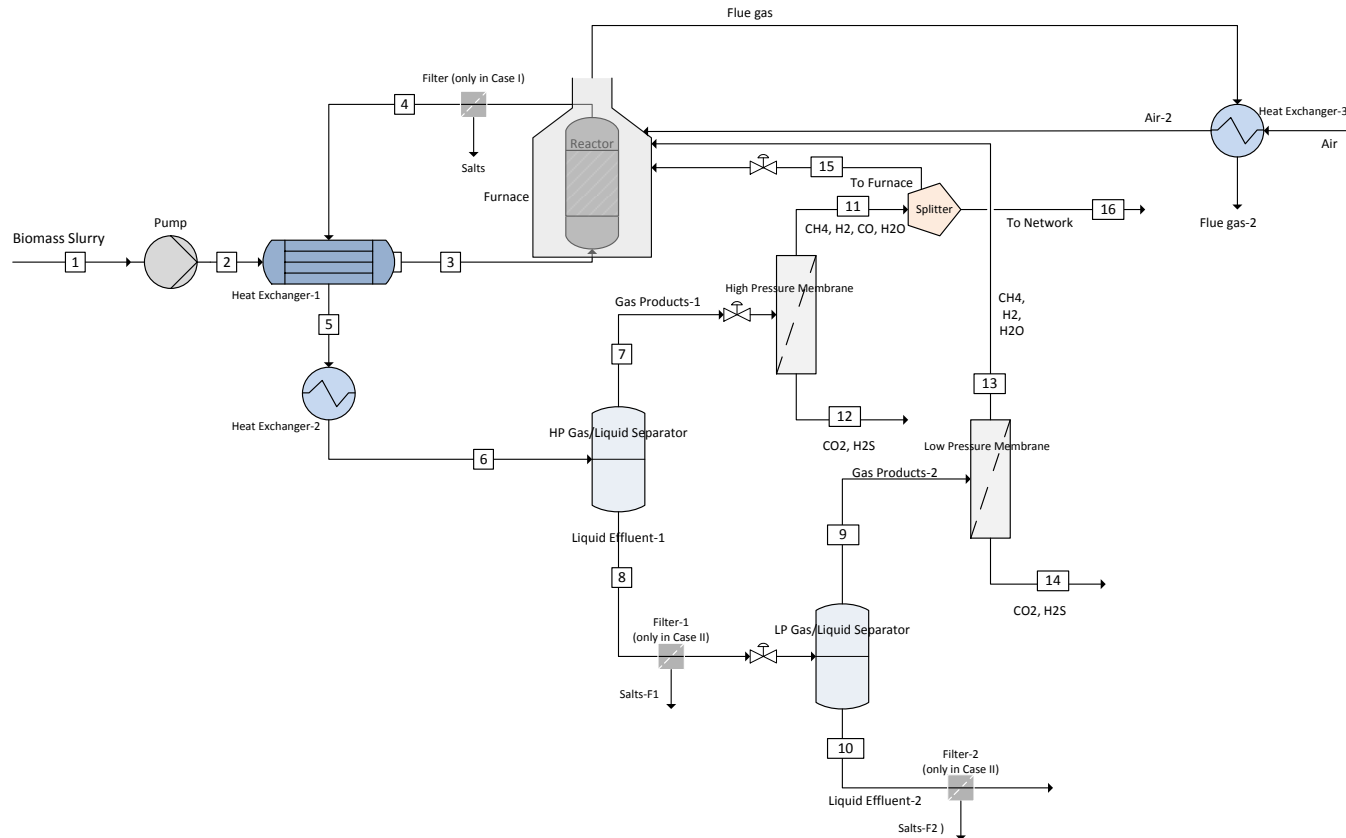 Flue gas
Filter (only in Case I)
4
Heat Exchanger-3
Air-2
Air
Reactor
Salts
15
To Furnace
Furnace
11
Splitter
16
CH4, H2, CO, H2O
To Network
Flue gas-2
Pump
Biomass Slurry
1
2
3
Heat Exchanger-1
High Pressure Membrane
Gas Products-1
CH4,
H2,
H2O
5
7
13
12
Heat Exchanger-2
HP Gas/Liquid Separator
CO2, H2S
Low Pressure Membrane
6
Gas Products-2
Liquid Effluent-1
9
8
14
CO2, H2S
Filter-1
(only in Case II)
LP Gas/Liquid Separator
Salts-F1
10
Filter-2
(only in Case II)
Liquid Effluent-2
Salts-F2 )